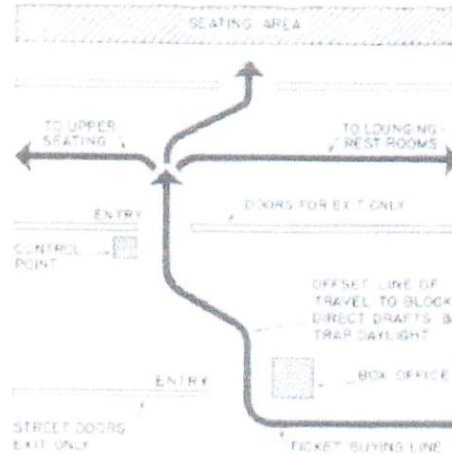 SEATING AREA
TO UPPER
SEATING
TO LOUNGING-
REST ROOMS
ENTRY
DOORS FOR EXIT ONLY
CONTROL
POINT
OFFSET LINE OF
TRAVEL TO BLOCK
DIRECT DRAFTS
TRAP DAYLIGHT
ENTRY
BOX OFFICE
STREET DOORS
EXIT ONLY
TICKET BUYING LINE